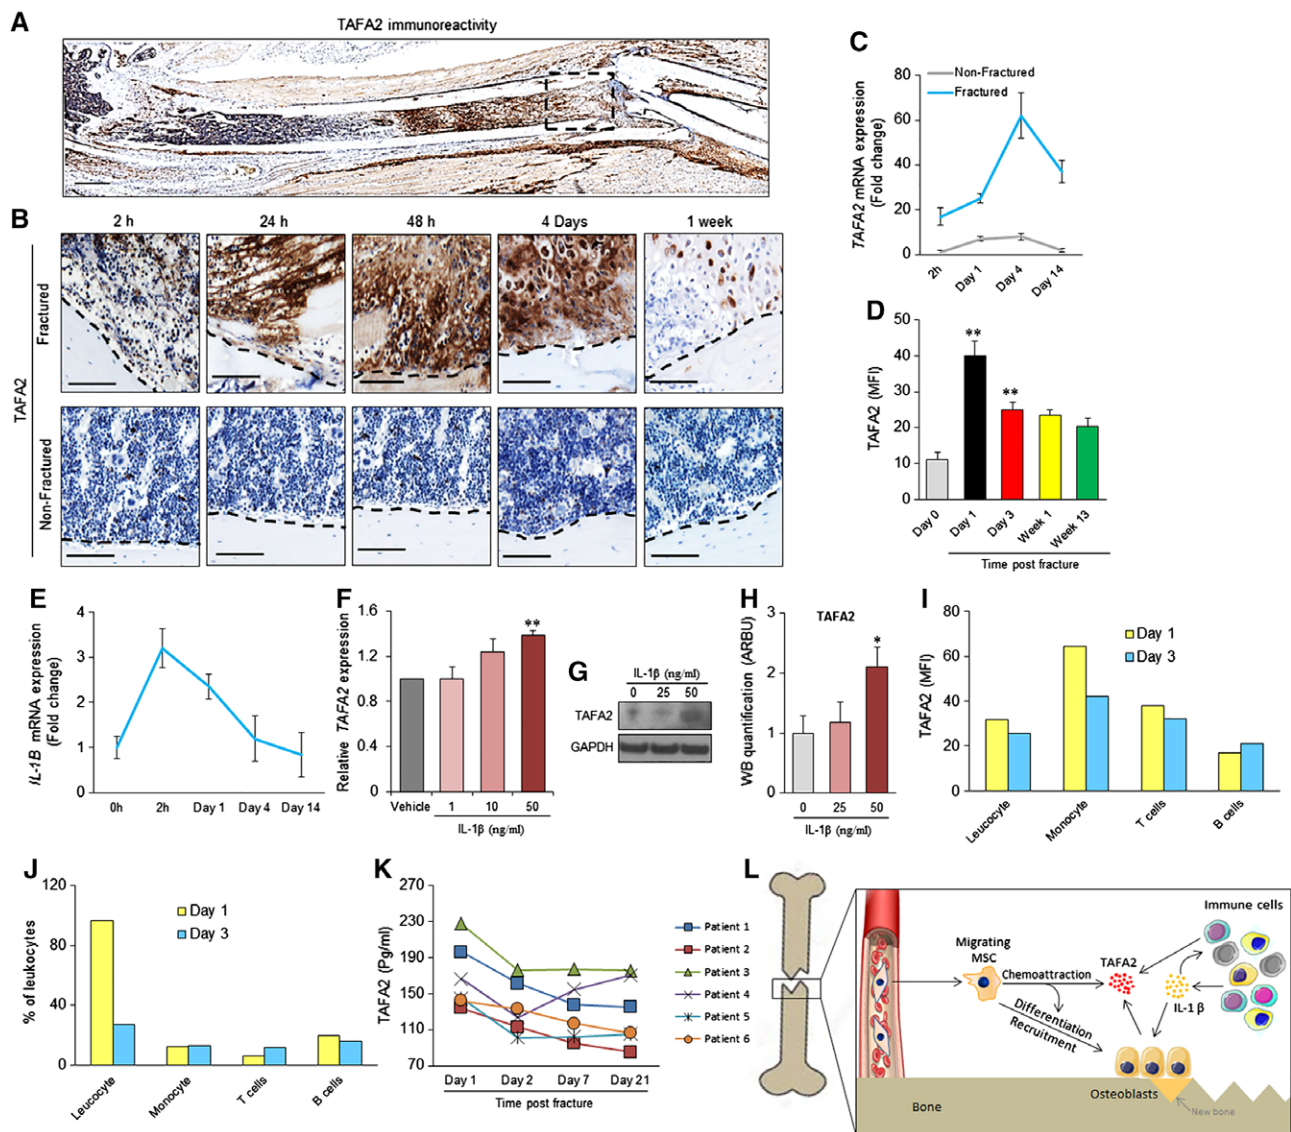 A
TAFA2 immunoreactivity
B
2 h
24 h
48 h
4 Days
1 week
TAFA2
Fractured
Non-Fractured
C
TAFA2 mRNA expression
(Fold change)
80
60
40
20
0
Non-Fractured
Fractured
2h
Day 1
Day 4
Day 14
D
TAFA2 (MFI)
50
40
30
20
10
0
**
**
Day 0
Day 1
Day 3
Week 1
Week 13
Time post fracture
E
IL-1B mRNA expression
(Fold change)
4
3
2
1
0
0h
2h
Day 1
Day 4
Day 14
F
Relative TAFA2 expression
1.6
1.2
0.8
0.4
0
**
Vehicle
1
10
50
IL-1β (ng/ml)
G
IL-1β (ng/ml)
0
25
50
TAFA2
GAPDH
H
TAFA2
WB quantification (ARBU)
3
2
1
0
*
0
25
50
IL-1β (ng/ml)
I
TAFA2 (MFI)
80
60
40
20
0
Day 1
Day 3
Leucocyte
Monocyte
T cells
B cells
J
% of leukocytes
120
80
40
0
Day 1
Day 3
Leucocyte
Monocyte
T cells
B cells
K
TAFA2 (Pg/ml)
270
230
190
150
110
70
Day 1
Day 2
Day 7
Day 21
Time post fracture
Patient 1
Patient 2
Patient 3
Patient 4
Patient 5
Patient 6
L
Immune cells
Migrating
MSC
Chemoattraction
TAFA2
IL-1 β
Differentiation
Recruitment
Osteoblasts
Bone
New bone